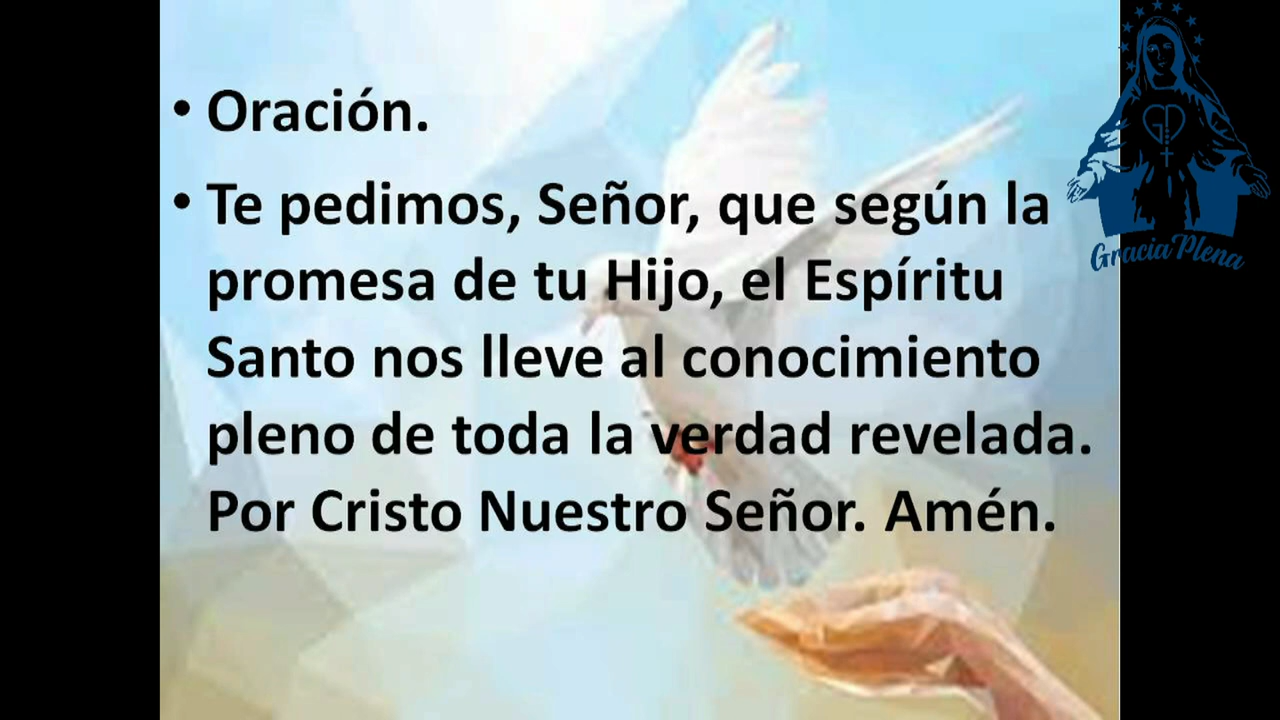 • Oración.
• Te pedimos, Señor, que según la
promesa de tu Hijo, el Espíritu
Santo nos lleve al conocimiento
pleno de toda la verdad revelada.
Por Cristo Nuestro Señor. Amén.
GD
Gracia Plena